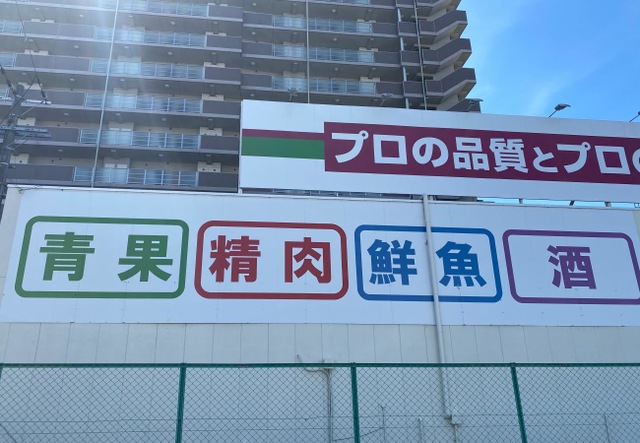 プロの品質とプロの
青果 精肉 鮮魚 酒